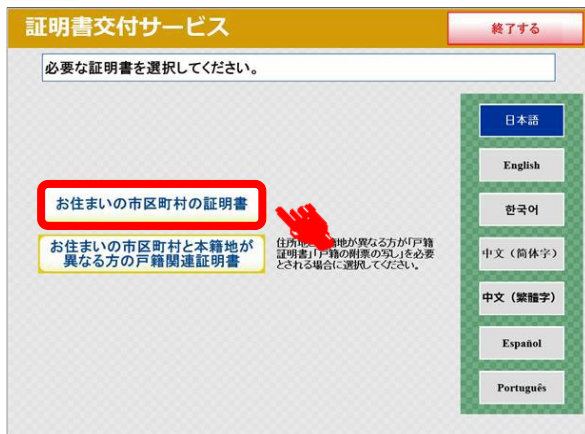 証明書交付サービス
終了する
必要な証明書を選択してください。
日本語
English
お住まいの市区町村の証明書
한국어
お住まいの市区町村と本籍地が
異なる方の戸籍関連証明書
住所地 籍地が異なる方が「戸籍
証明書」「戸籍の附票の写し」を必要
とされる場合に選択してください。
中文（简体字）
中文（繁體字）
Español
Português